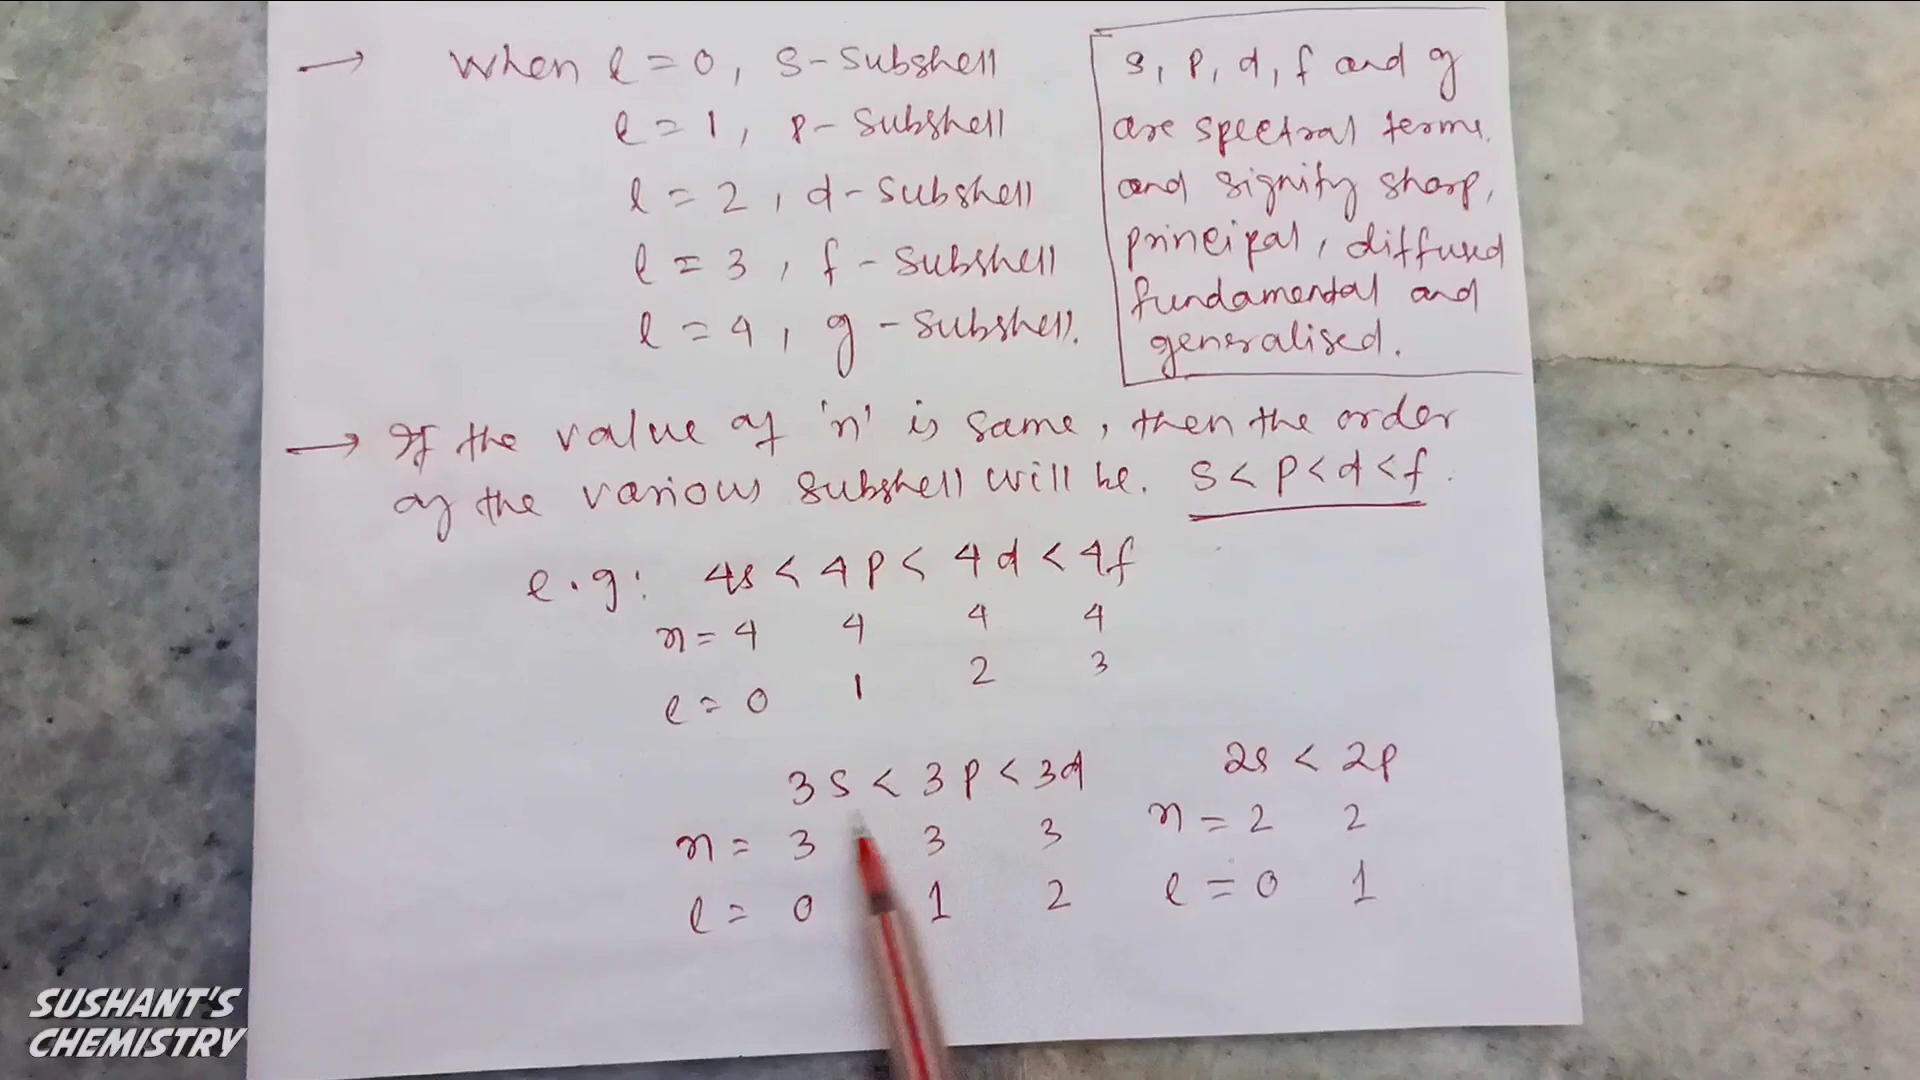 → When l = 0, s-subshell
l = 1, p-subshell
l = 2, d-subshell
l = 3, f-subshell
l = 4, g-subshell.
s, p, d, f and g
are spectral terms.
and signify sharp,
principal, diffused
fundamental and
generalised.
→ If the value of 'n' is same, then the order
of the various subshell will be. s < p < d < f.
e.g: 4s < 4p < 4d < 4f
n = 4 4 4 4
l = 0 1 2 3
3s < 3p < 3d
n = 3 3 3
l = 0 1 2
2s < 2p
n = 2 2
l = 0 1
SUSHANT'S
CHEMISTRY